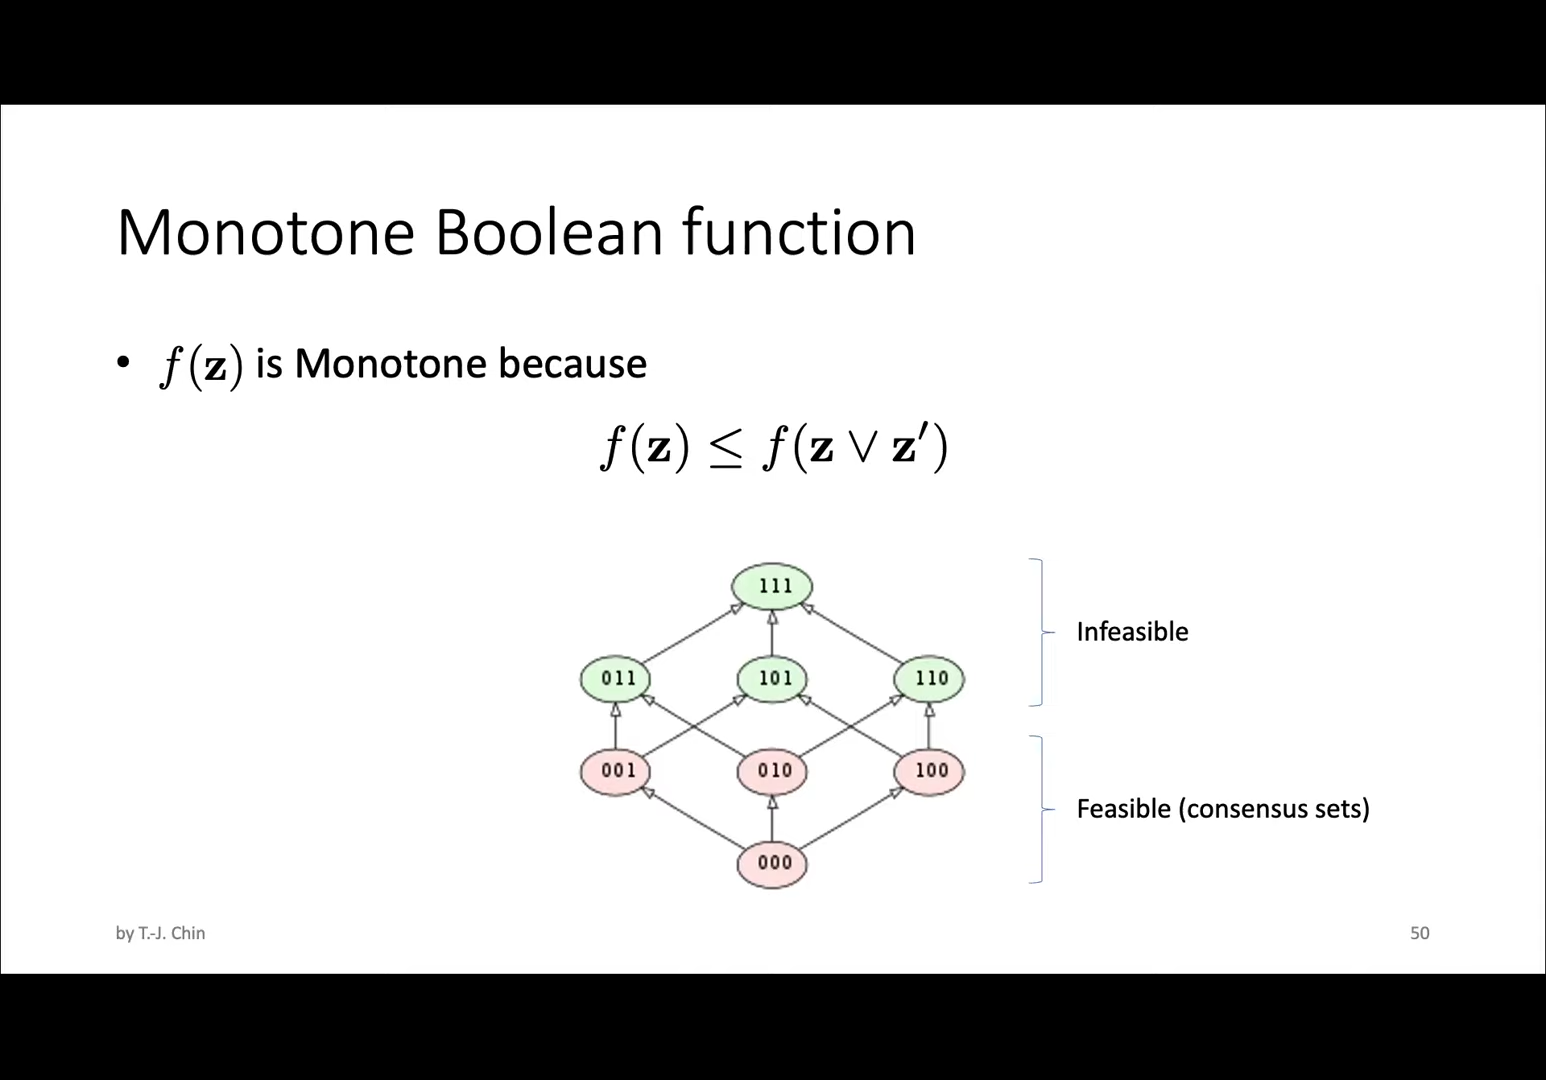 Monotone Boolean function
• f(z) is Monotone because
f(z) ≤ f(z ∨ z′)
111
Infeasible
011 101 110
001 010 100
Feasible (consensus sets)
000
by T.-J. Chin
50